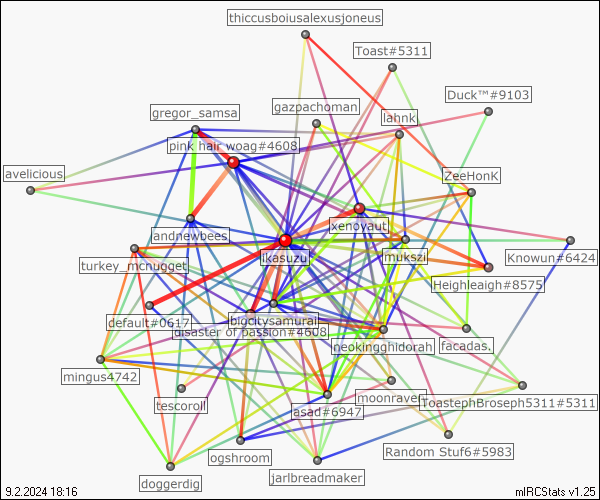 thiccusboiusalexusjoneus
Toast#5311
Duck™#9103
gregor_samsa
gazpachoman
lahnk
pink hair woag#4608
avelicious
ZeeHonK
xenoyaut
andnewbees
ikasuzu
mukszi
Knowun#6424
turkey_mcnugget
Heighleaigh#8575
default#0617
bigcitysamurai
disaster of passion#4608
neokingghidorah
facadas.
mingus4742
tescoroll
moonraven
ToastephBroseph5311#5311
asad#6947
ogshroom
Random Stuf6#5983
doggerdig
jarlbreadmaker
9.2.2024 18:16
mIRCStats v1.25